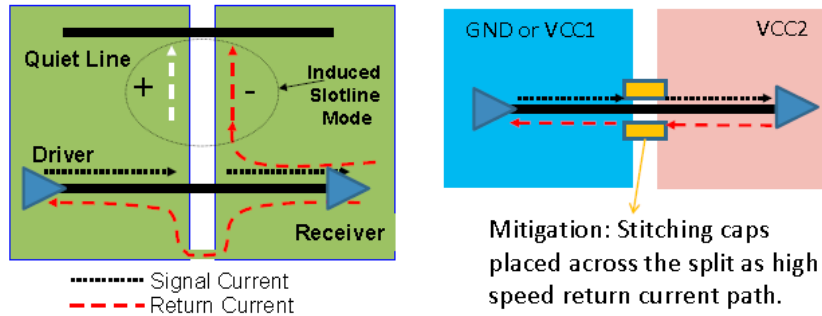 Quiet Line
+
-
Induced
Slotline
Mode
Driver
Receiver
Signal Current
Return Current
GND or VCC1
VCC2
Mitigation: Stitching caps
placed across the split as high
speed return current path.